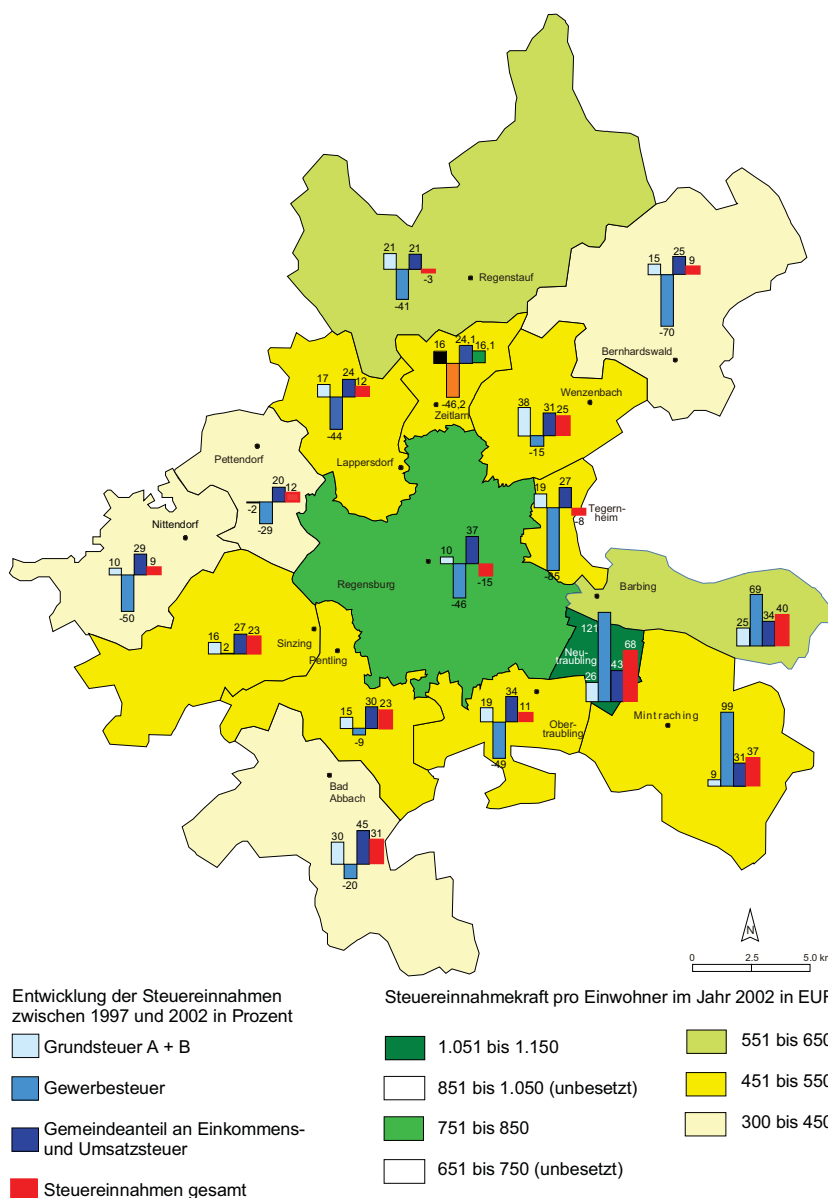 21
21
-3
-41
Regenstauf
15
25
9
-70
Bernhardswald
16
24,1
16,1
-46,2
Zeitlarn
17
24
12
-44
Lappersdorf
38
31
25
-15
Wenzenbach
Pettendorf
20
12
-2
-29
Nittendorf
10
29
9
-50
19
27
-8
-85
Tegern-
heim
10
37
-15
-46
Regensburg
Barbing
25
69
34
40
121
Neu-
traubling
26
43
68
16
2
27
23
Sinzing
Pentling
15
30
23
-9
19
34
11
-49
Ober-
traubling
Mintraching
9
99
31
37
Bad
Abbach
30
45
31
-20
N
0 2.5 5.0 km
Entwicklung der Steuereinnahmen
zwischen 1997 und 2002 in Prozent
Grundsteuer A + B
Gewerbesteuer
Gemeindeanteil an Einkommens-
und Umsatzsteuer
Steuereinnahmen gesamt
Steuereinnahmekraft pro Einwohner im Jahr 2002 in EUR
1.051 bis 1.150
851 bis 1.050 (unbesetzt)
751 bis 850
651 bis 750 (unbesetzt)
551 bis 650
451 bis 550
300 bis 450